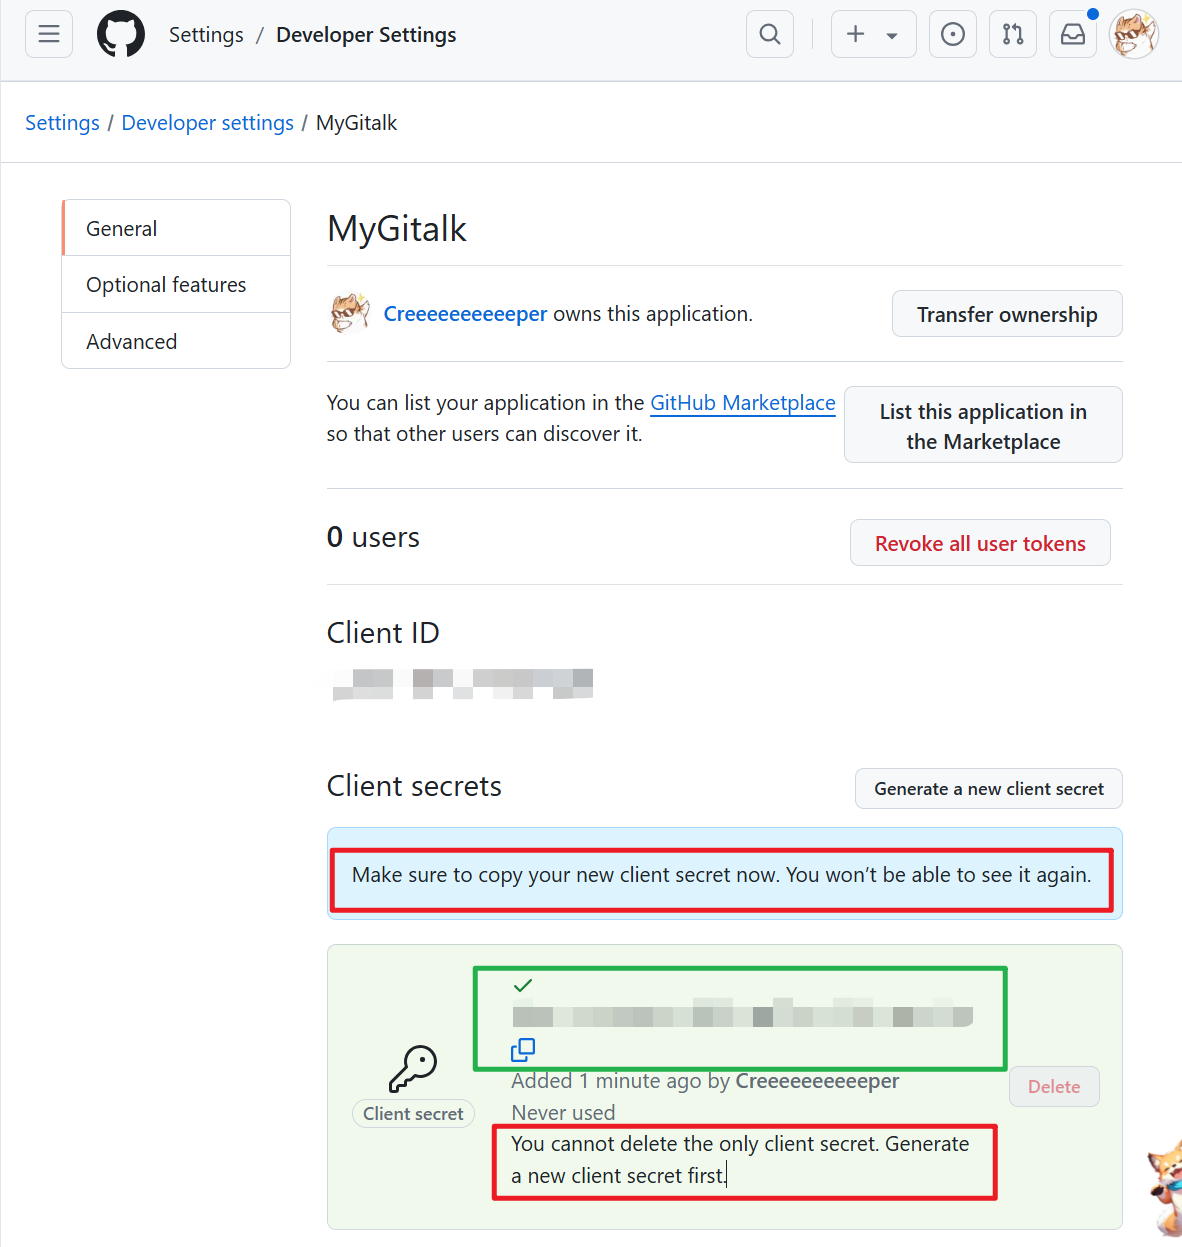 Settings / Developer Settings
Settings / Developer settings / MyGitalk
General
Optional features
Advanced
MyGitalk
Creeeeeeeeeeper owns this application.
Transfer ownership
You can list your application in the GitHub Marketplace
so that other users can discover it.
List this application in
the Marketplace
0 users
Revoke all user tokens
Client ID
Client secrets
Generate a new client secret
Make sure to copy your new client secret now. You won’t be able to see it again.
Client secret
Added 1 minute ago by Creeeeeeeeeeper
Never used
You cannot delete the only client secret. Generate
a new client secret first.
Delete